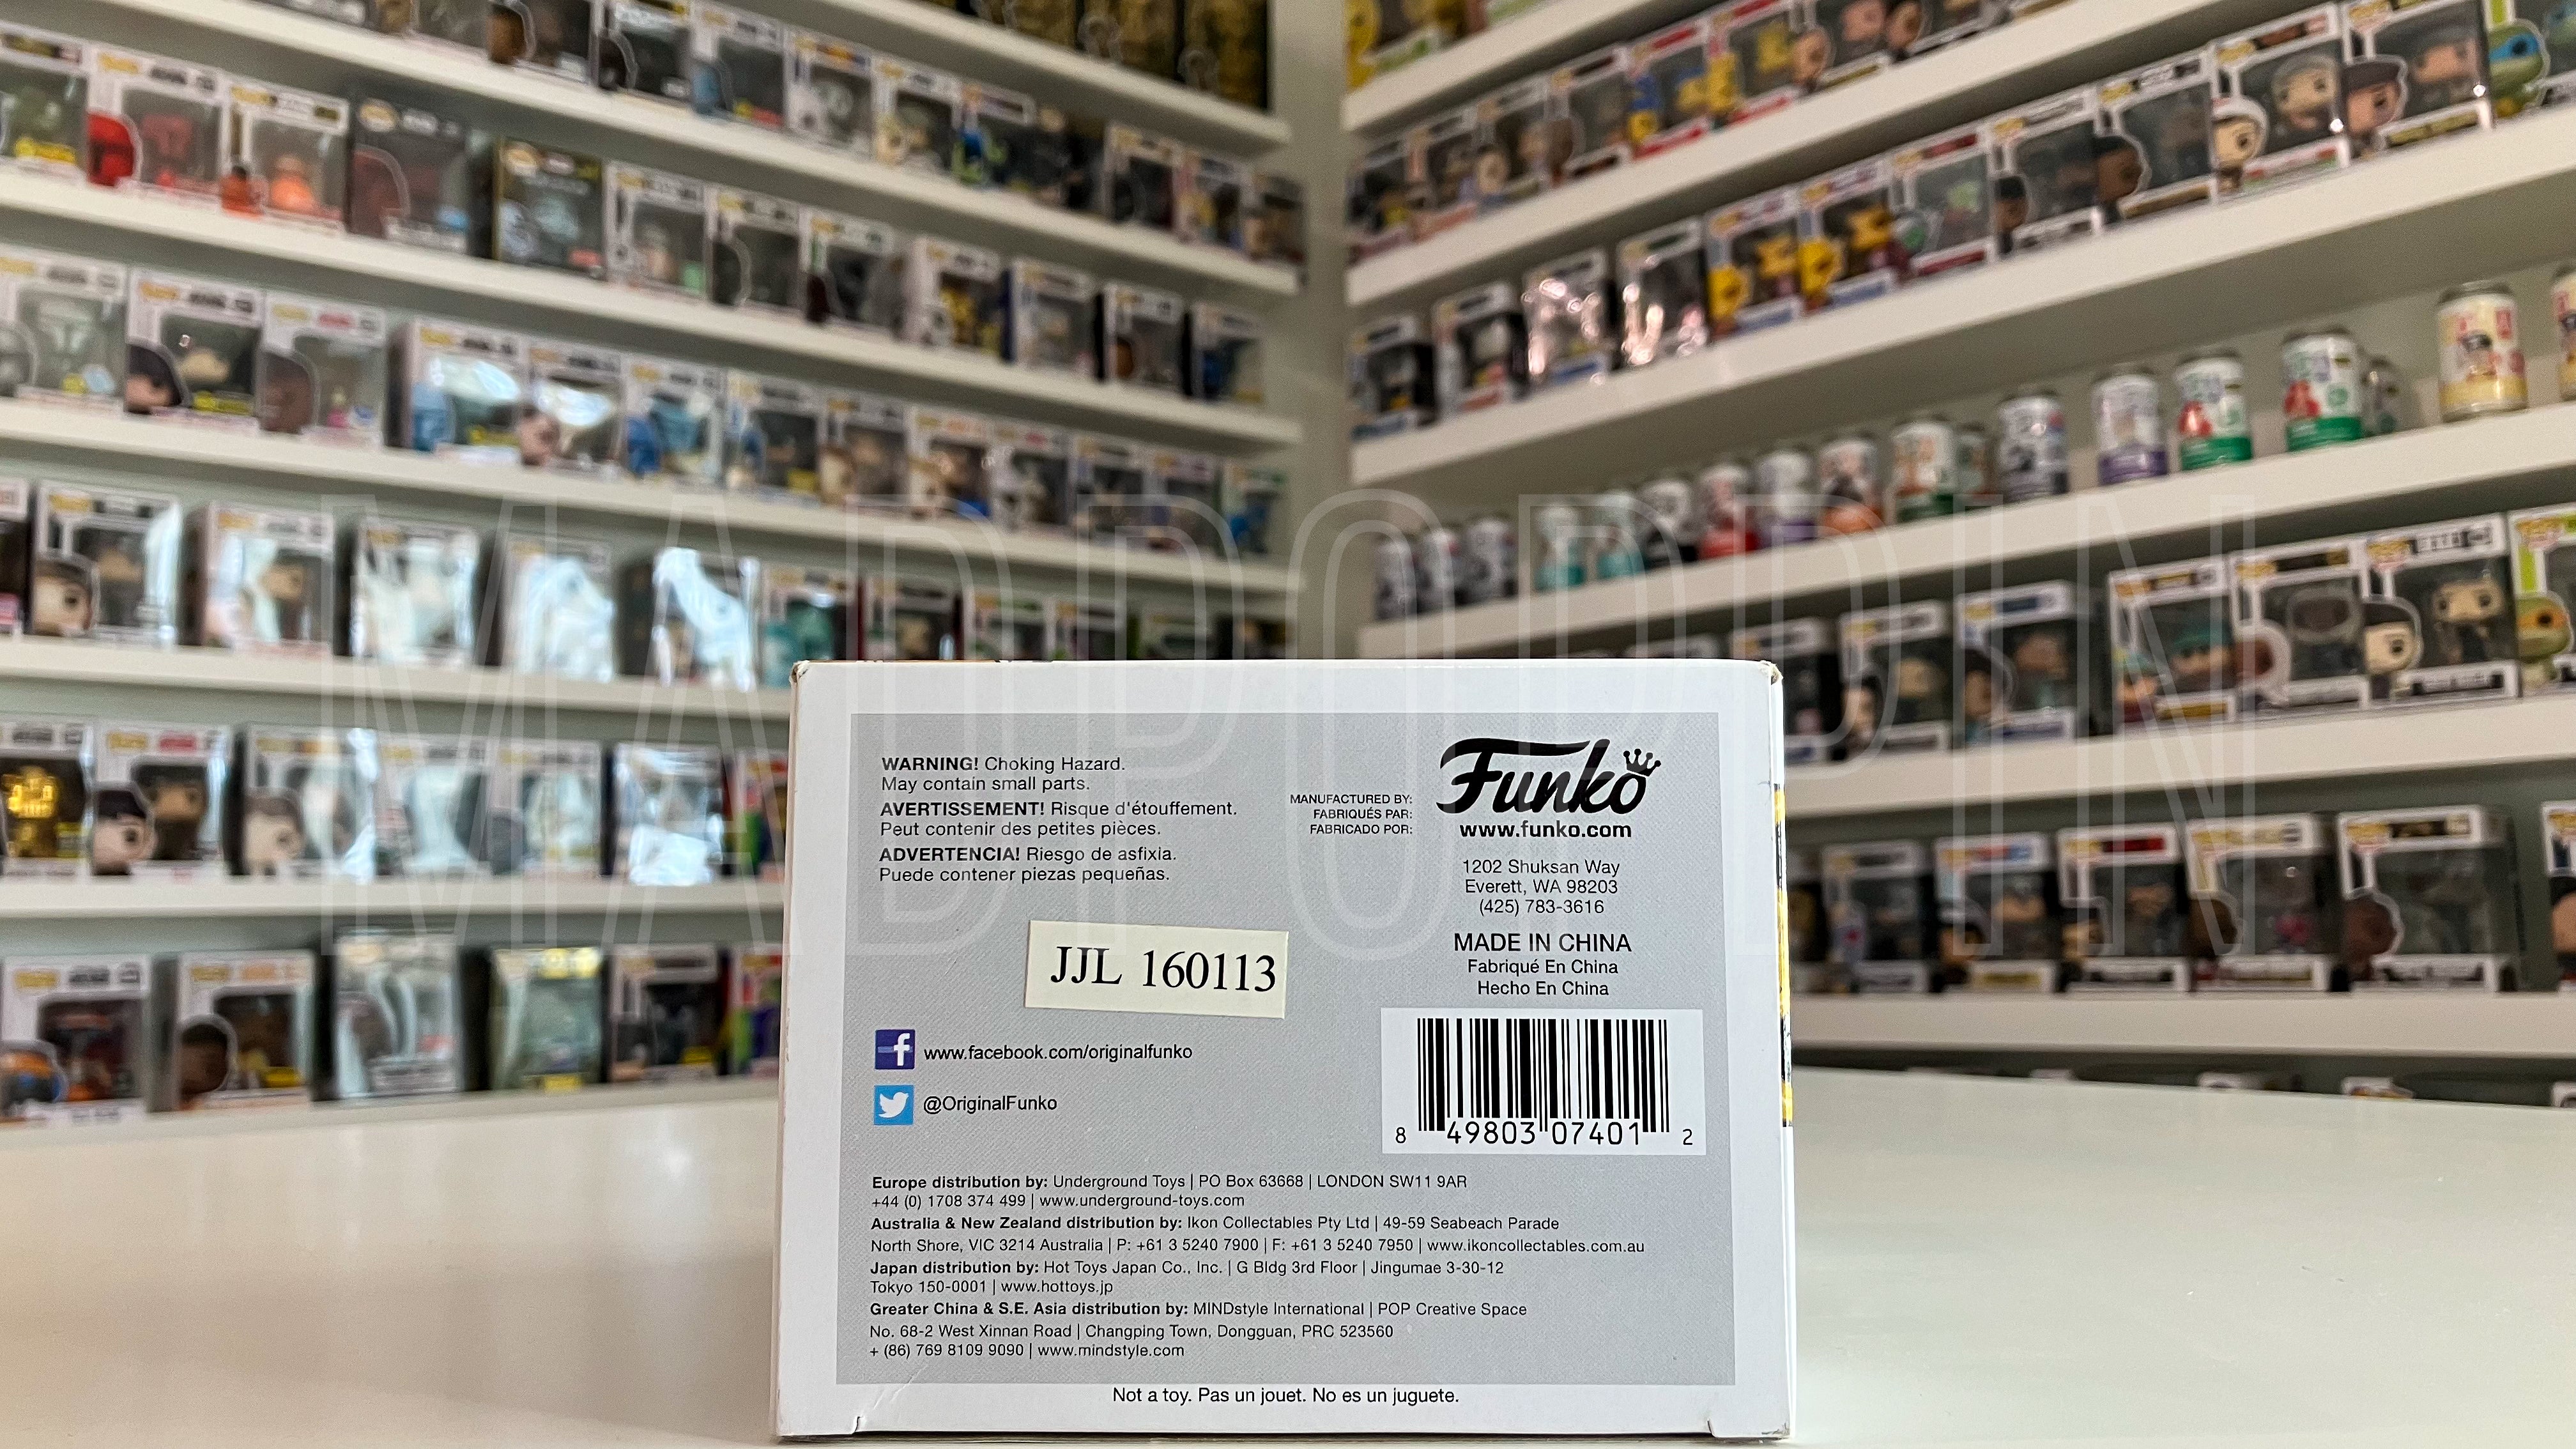 MADPOPPIN
WARNING! Choking Hazard.
May contain small parts.
AVERTISSEMENT! Risque d'étouffement.
Peut contenir des petites pièces.
ADVERTENCIA! Riesgo de asfixia.
Puede contener piezas pequeñas.
MANUFACTURED BY:
FABRIQUÉS PAR:
FABRICADO POR:
Funko
www.funko.com
1202 Shuksan Way
Everett, WA 98203
(425) 783-3616
MADE IN CHINA
Fabriqué En China
Hecho En China
JJL 160113
f www.facebook.com/originalfunko
@OriginalFunko
8 49803 07401 2
Europe distribution by: Underground Toys | PO Box 63668 | LONDON SW11 9AR
+44 (0) 1708 374 499 | www.underground-toys.com
Australia & New Zealand distribution by: Ikon Collectables Pty Ltd | 49-59 Seabeach Parade
North Shore, VIC 3214 Australia | P: +61 3 5240 7900 | F: +61 3 5240 7950 | www.ikoncollectables.com.au
Japan distribution by: Hot Toys Japan Co., Inc. | G Bldg 3rd Floor | Jingumae 3-30-12
Tokyo 150-0001 | www.hottoys.jp
Greater China & S.E. Asia distribution by: MINDstyle International | POP Creative Space
No. 68-2 West Xinnan Road | Changping Town, Dongguan, PRC 523560
+ (86) 769 8109 9090 | www.mindstyle.com
Not a toy. Pas un jouet. No es un juguete.